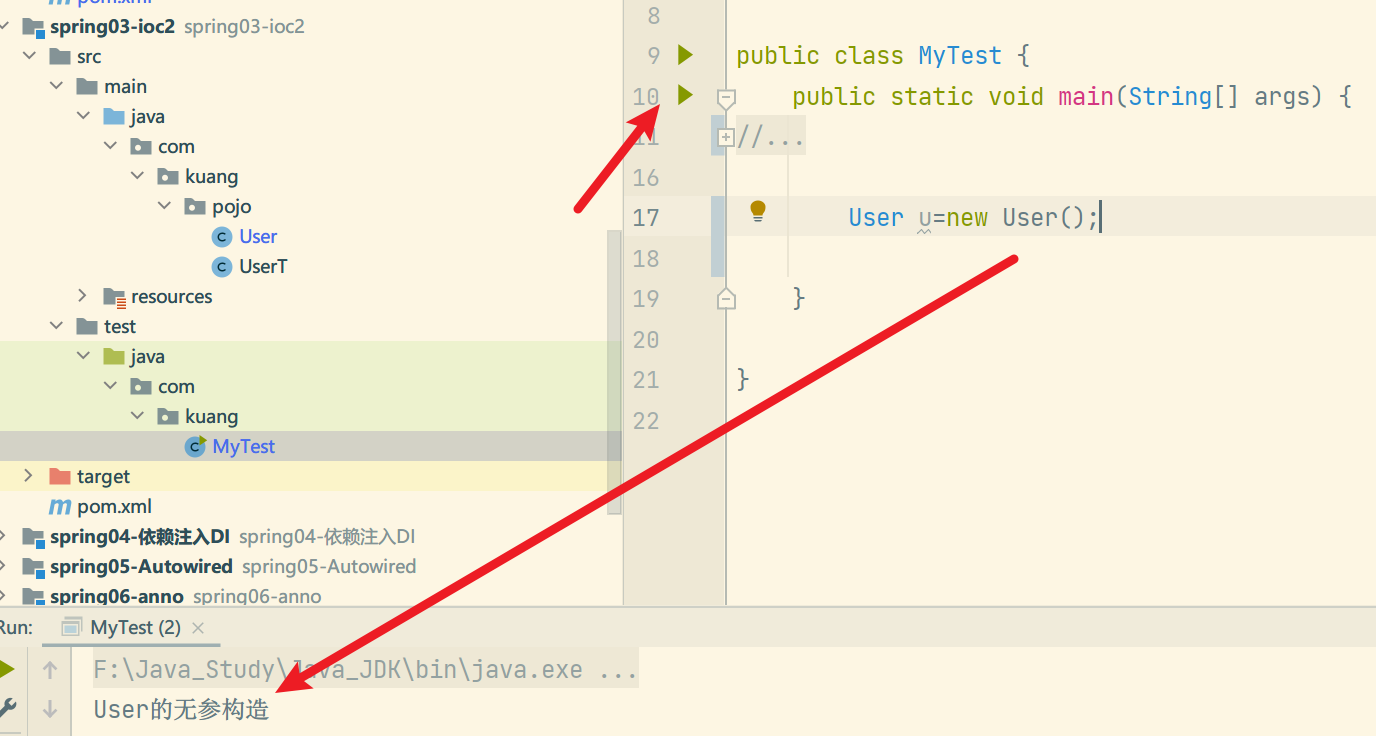 pom.xml
spring03-ioc2 spring03-ioc2
src
main
java
com
kuang
pojo
User
UserT
resources
test
java
com
kuang
MyTest
target
pom.xml
spring04-依赖注入DI spring04-依赖注入DI
spring05-Autowired spring05-Autowired
spring06-anno spring06-anno
8
9 public class MyTest {
10 public static void main(String[] args) {
11 //...
16
17 User u=new User();
18
19 }
20
21 }
22
Run: MyTest (2)
F:\Java_Study\Java_JDK\bin\java.exe ...
User的无参构造